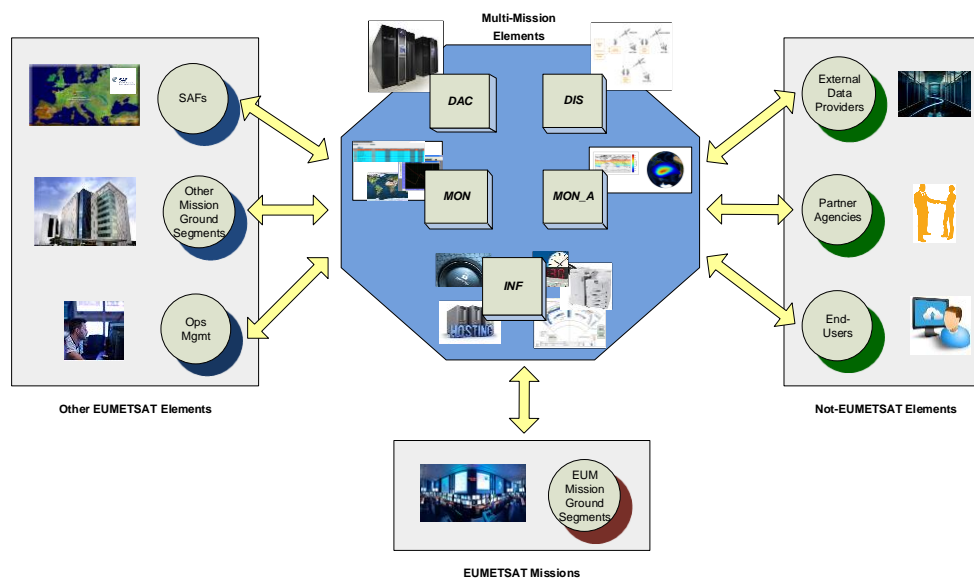 Multi-Mission
Elements
DAC
DIS
MON
MON_A
INF
HOSTING
SAFs
Other
Mission
Ground
Segments
Ops
Mgmt
Other EUMETSAT Elements
External
Data
Providers
Partner
Agencies
End-
Users
Not-EUMETSAT Elements
EUM
Mission
Ground
Segments
EUMETSAT Missions